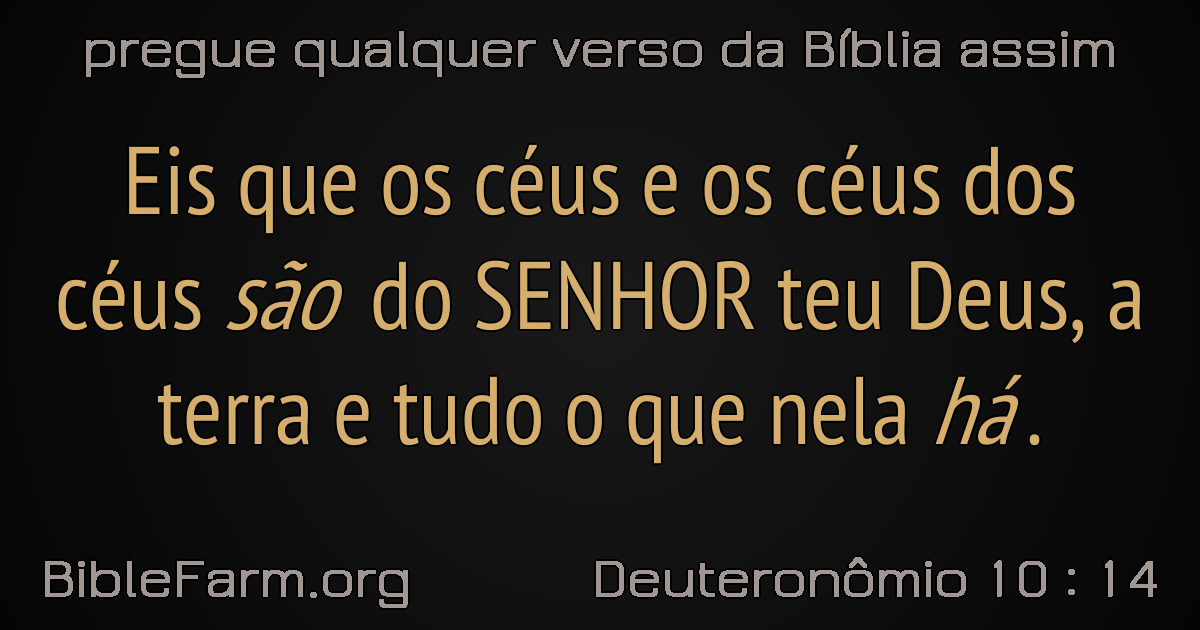 pregue qualquer verso da Bíblia assim
Eis que os céus e os céus dos
céus são do SENHOR teu Deus, a
terra e tudo o que nela há.
BibleFarm.org
Deuteronômio 10 : 14